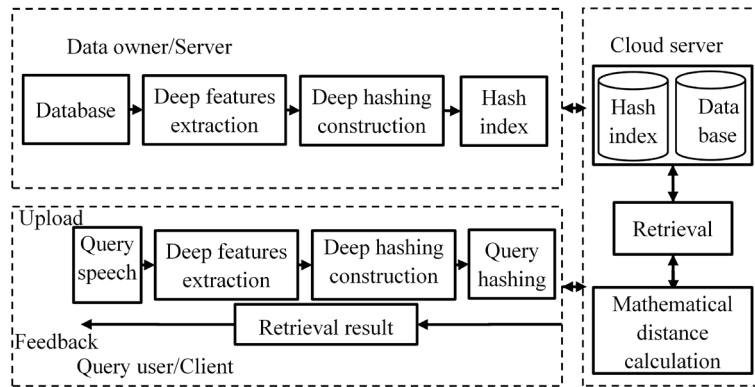 Data owner/Server
Database
Deep features
extraction
Deep hashing
construction
Hash
index
Upload
Query
speech
Deep features
extraction
Deep hashing
construction
Query
hashing
Retrieval result
Feedback
Query user/Client
Cloud server
Hash
index
Data
base
Retrieval
Mathematical
distance
calculation